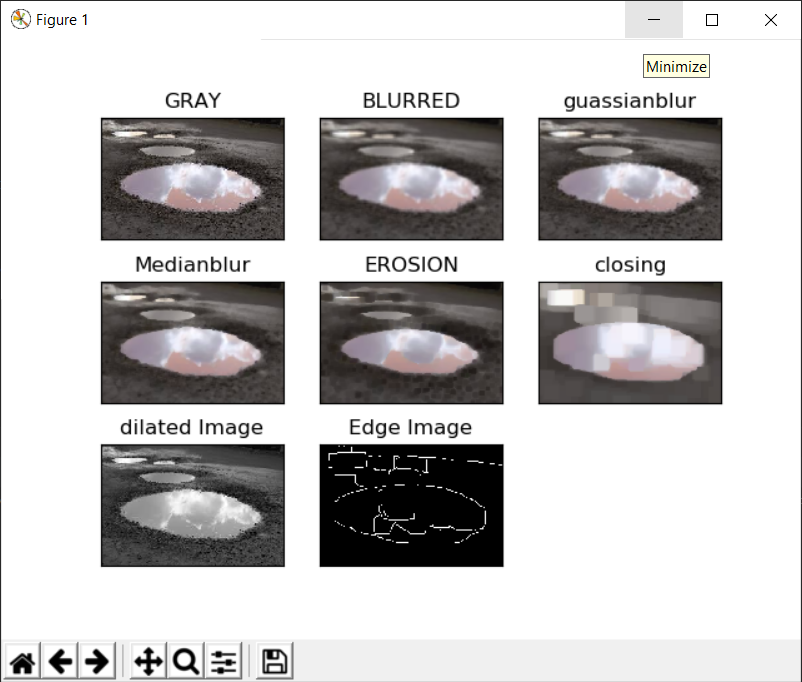 Figure 1
Minimize
GRAY
BLURRED
guassianblur
Medianblur
EROSION
closing
dilated Image
Edge Image